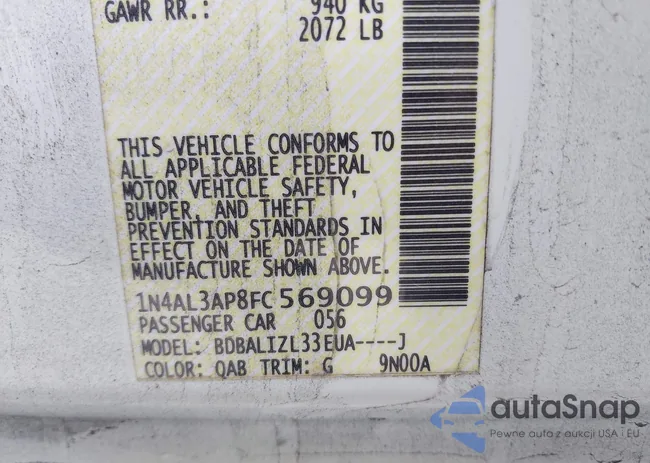 GAWR RR.: 940 KG
2072 LB
THIS VEHICLE CONFORMS TO
ALL APPLICABLE FEDERAL
MOTOR VEHICLE SAFETY,
BUMPER, AND THEFT
PREVENTION STANDARDS IN
EFFECT ON THE DATE OF
MANUFACTURE SHOWN ABOVE.
1N4AL3AP8FC569099
PASSENGER CAR 056
MODEL: BDBALIZL33EUA----J
COLOR: QAB TRIM: G 9N00A
autaSnap
Pewne auta z aukcji USA i EU